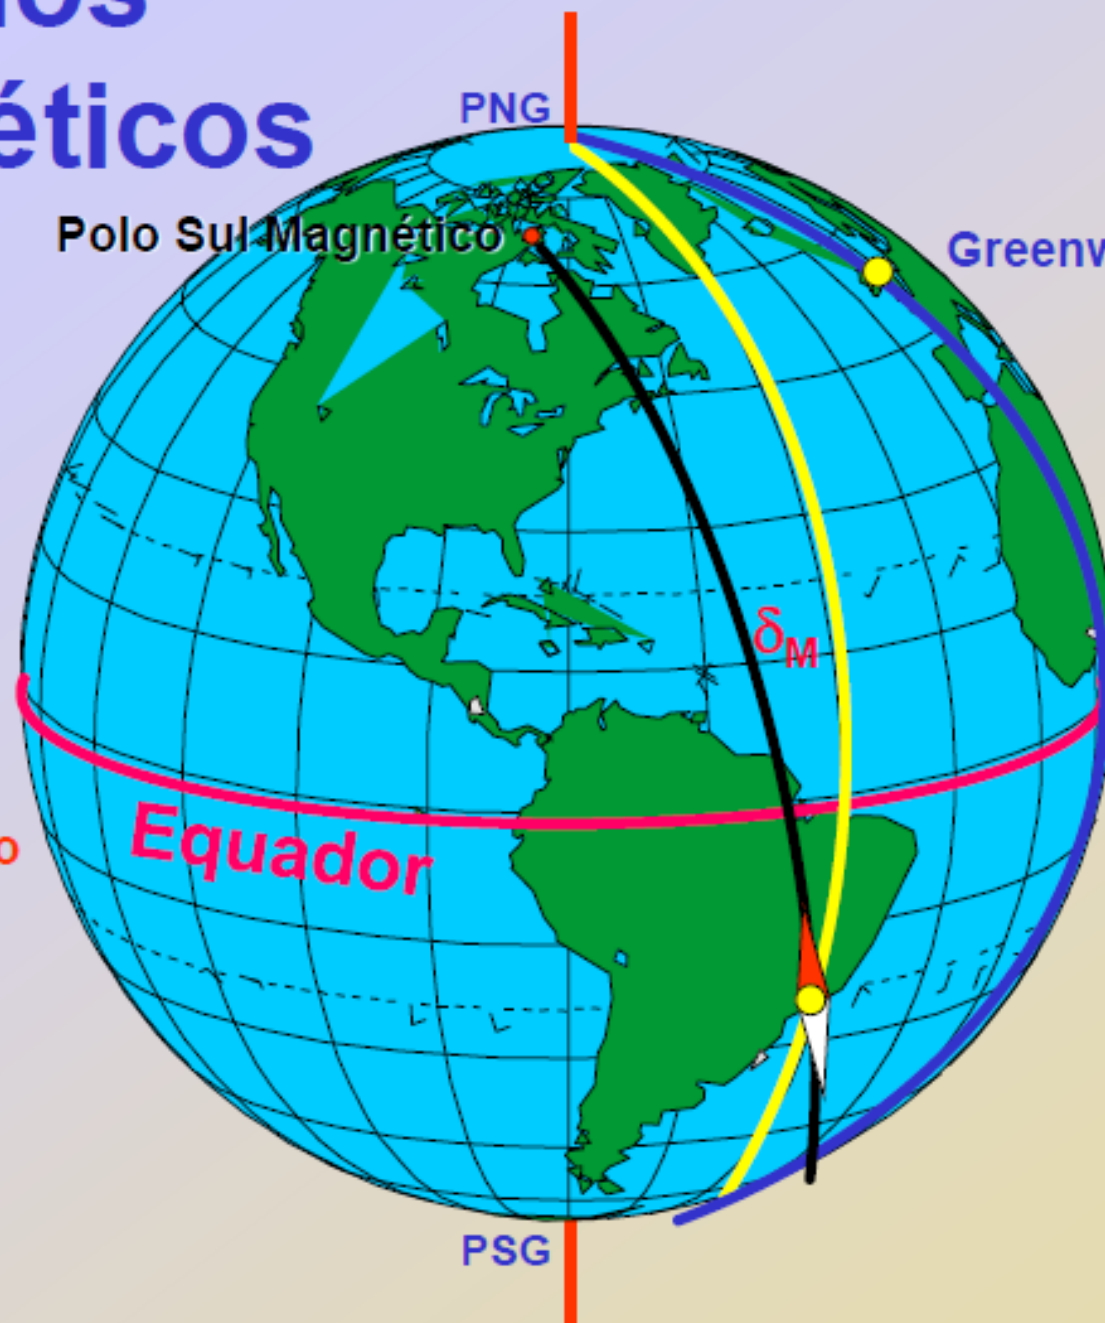 éticos
PNG
Polo Sul Magnético
Greenw
δM
Equador
o
PSG